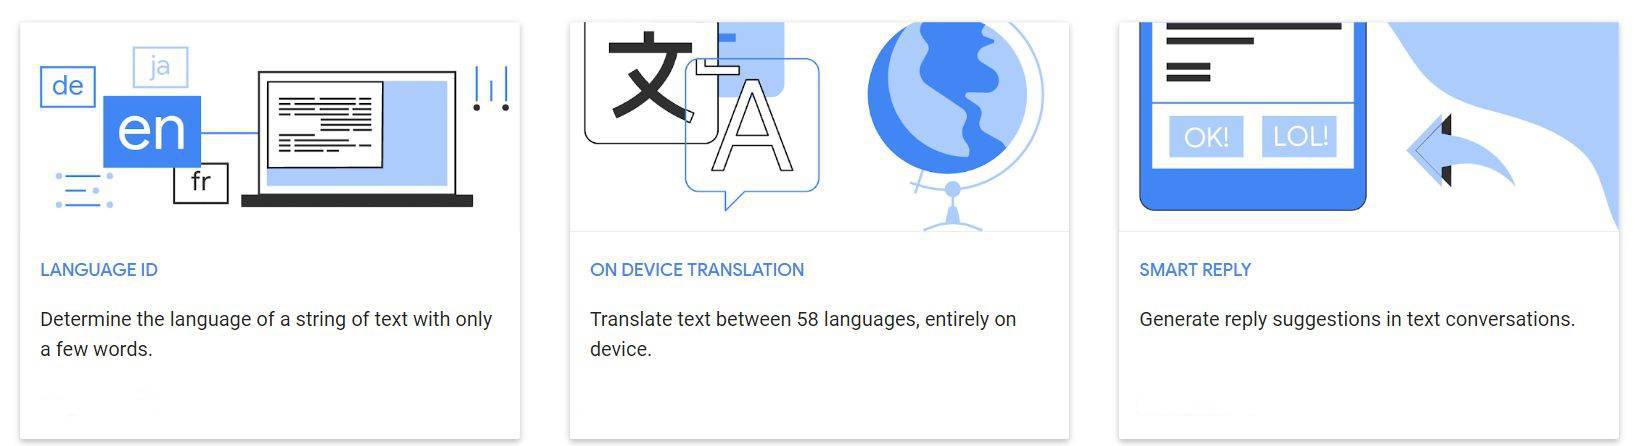 de
ja
en
fr
文
A
OK!
LOL!
LANGUAGE ID
Determine the language of a string of text with only
a few words.
ON DEVICE TRANSLATION
Translate text between 58 languages, entirely on
device.
SMART REPLY
Generate reply suggestions in text conversations.